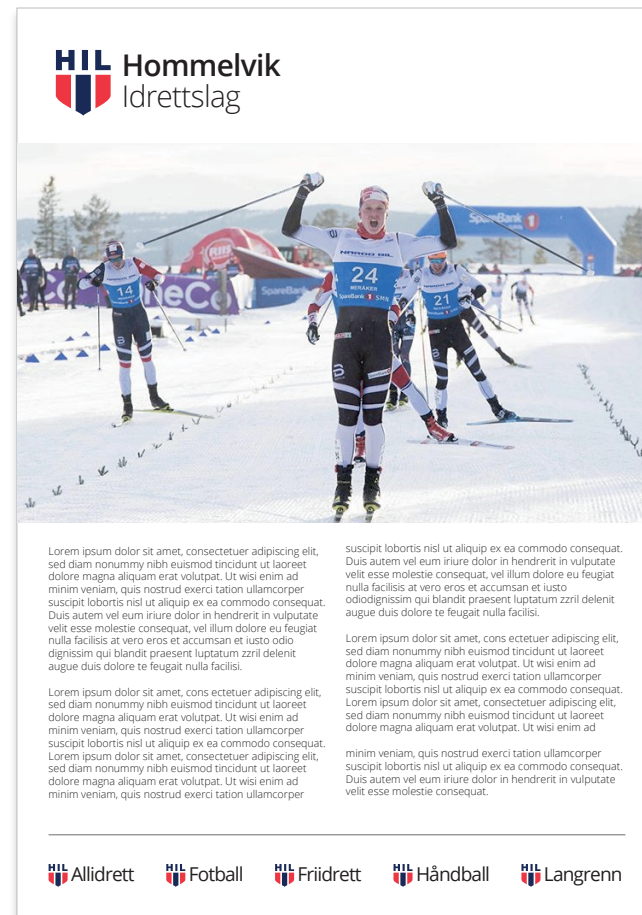 HIL
Hommelvik
Idrettslag
SpareBank 1
14
NAROO OIL
24
MERÅKER
SpareBank 1 SMN
21
SpareBank
Lorem ipsum dolor sit amet, consectetuer adipiscing elit,
sed diam nonummy nibh euismod tincidunt ut laoreet
dolore magna aliquam erat volutpat. Ut wisi enim ad
minim veniam, quis nostrud exerci tation ullamcorper
suscipit lobortis nisl ut aliquip ex ea commodo consequat.
Duis autem vel eum iriure dolor in hendrerit in vulputate
velit esse molestie consequat, vel illum dolore eu feugiat
nulla facilisis at vero eros et accumsan et iusto odio
dignissim qui blandit praesent luptatum zzril delenit
augue duis dolore te feugait nulla facilisi.
Lorem ipsum dolor sit amet, cons ectetuer adipiscing elit,
sed diam nonummy nibh euismod tincidunt ut laoreet
dolore magna aliquam erat volutpat. Ut wisi enim ad
minim veniam, quis nostrud exerci tation ullamcorper
suscipit lobortis nisl ut aliquip ex ea commodo consequat.
Lorem ipsum dolor sit amet, consectetuer adipiscing elit,
sed diam nonummy nibh euismod tincidunt ut laoreet
dolore magna aliquam erat volutpat. Ut wisi enim ad
minim veniam, quis nostrud exerci tation ullamcorper
suscipit lobortis nisl ut aliquip ex ea commodo consequat.
Duis autem vel eum iriure dolor in hendrerit in vulputate
velit esse molestie consequat, vel illum dolore eu feugiat
nulla facilisis at vero eros et accumsan et iusto
ododignissim qui blandit praesent luptatum zzril delenit
augue duis dolore te feugait nulla facilisi.
Lorem ipsum dolor sit amet, cons ectetuer adipiscing elit,
sed diam nonummy nibh euismod tincidunt ut laoreet
dolore magna aliquam erat volutpat. Ut wisi enim ad
minim veniam, quis nostrud exerci tation ullamcorper
suscipit lobortis nisl ut aliquip ex ea commodo consequat.
Lorem ipsum dolor sit amet, consectetuer adipiscing elit,
sed diam nonummy nibh euismod tincidunt ut laoreet
dolore magna aliquam erat volutpat. Ut wisi enim ad
minim veniam, quis nostrud exerci tation ullamcorper
suscipit lobortis nisl ut aliquip ex ea commodo consequat.
Duis autem vel eum iriure dolor in hendrerit in vulputate
velit esse molestie consequat.
HIL Allidrett HIL Fotball HIL Friidrett HIL Håndball HIL Langrenn